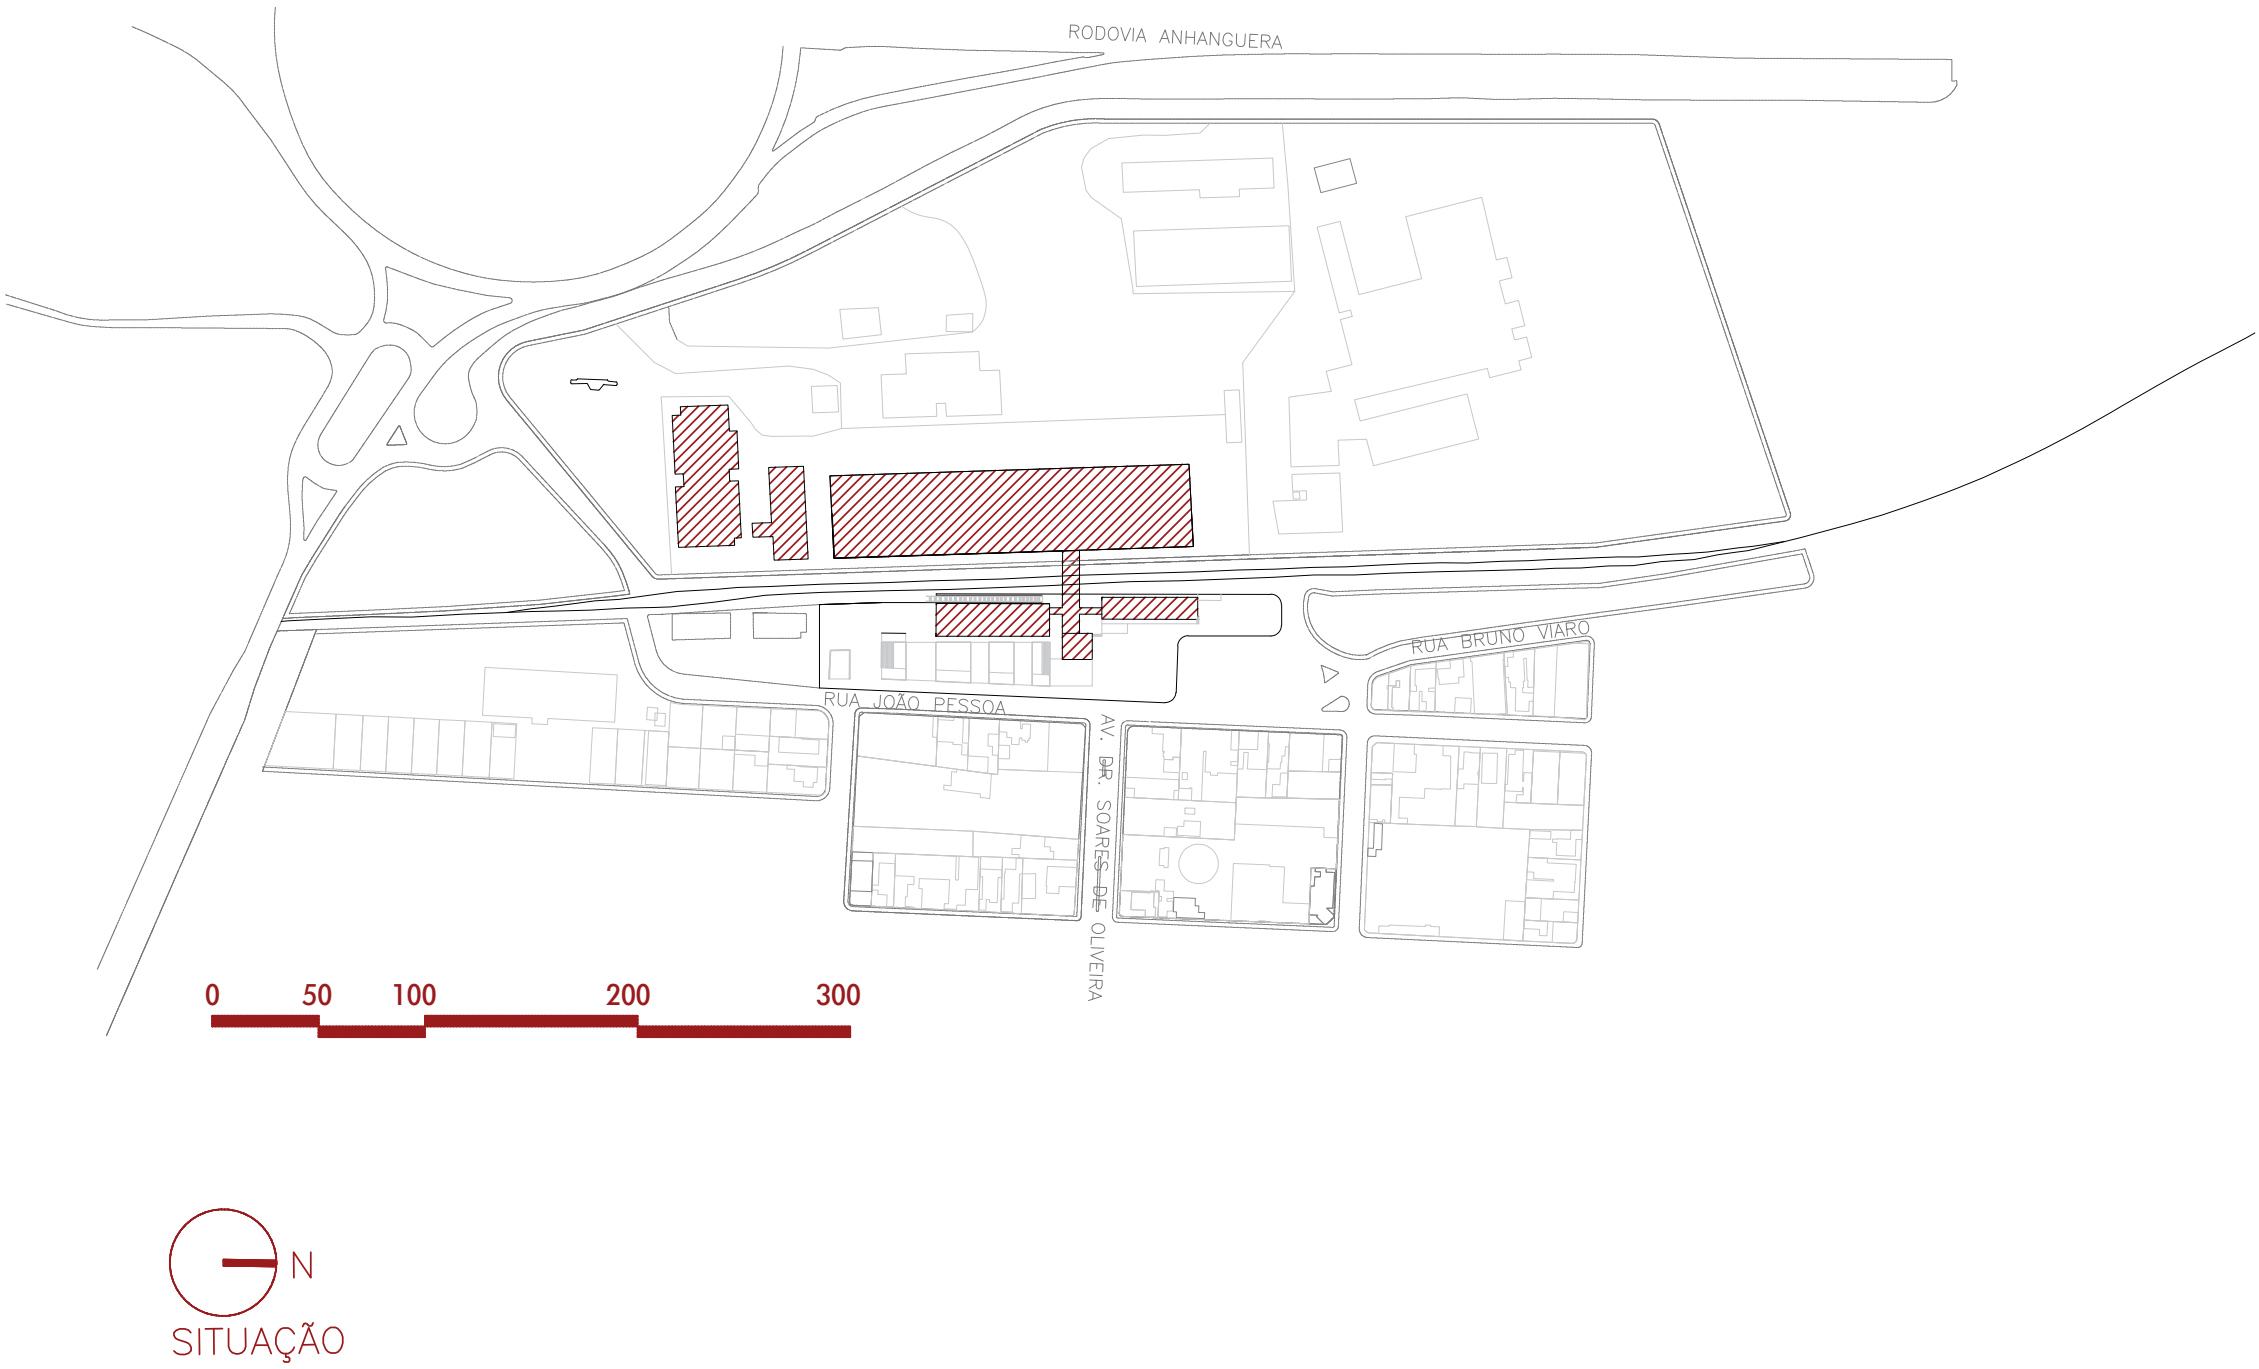 RODOVIA ANHANGUERA
RUA BRUNO VIARO
RUA JOÃO PESSOA
AV. DR. SOARES DE OLIVEIRA
0 50 100 200 300
N
SITUAÇÃO